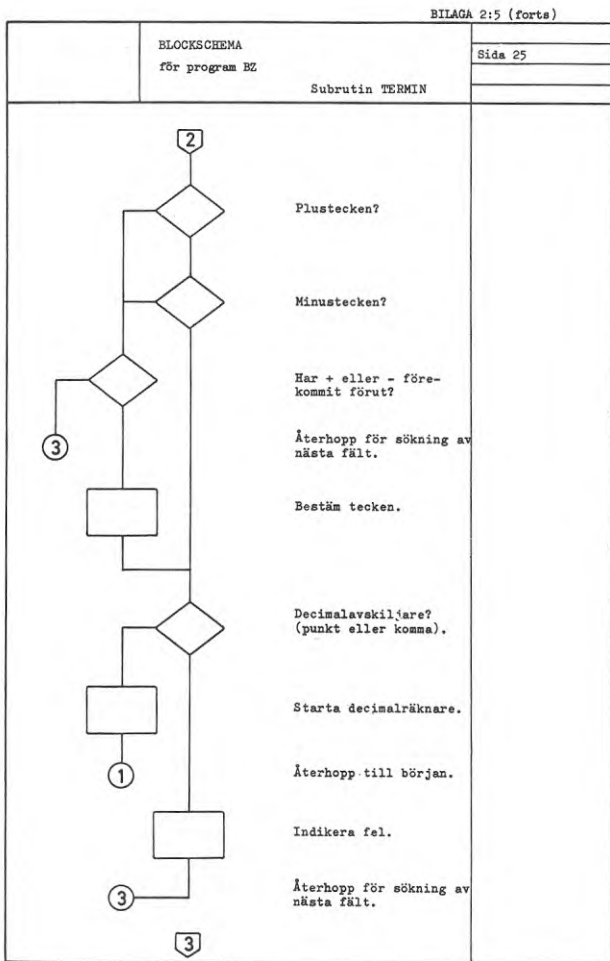 BILAGA 2:5 (forts)
BLOCKSCHEMA
för program BZ
Subrutin TERMIN
Sida 25
2
Plustecken?
Minustecken?
Har + eller - före-
kommit förut?
3
Återhopp för sökning av
nästa fält.
Bestäm tecken.
Decimalavskiljare?
(punkt eller komma).
Starta decimalräknare.
1
Återhopp till början.
Indikera fel.
3
Återhopp för sökning av
nästa fält.
3